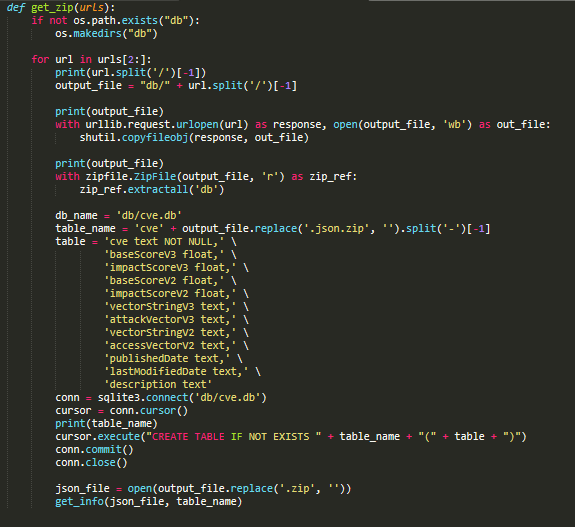 def get_zip(urls):
    if not os.path.exists("db"):
        os.makedirs("db")

    for url in urls[2:]:
        print(url.split('/')[-1])
        output_file = "db/" + url.split('/')[-1]

        print(output_file)
        with urllib.request.urlopen(url) as response, open(output_file, 'wb') as out_file:
            shutil.copyfileobj(response, out_file)

        print(output_file)
        with zipfile.ZipFile(output_file, 'r') as zip_ref:
            zip_ref.extractall('db')

        db_name = 'db/cve.db'
        table_name = 'cve' + output_file.replace('.json.zip', '').split('-')[-1]
        table = 'cve text NOT NULL,' \
                'baseScoreV3 float,' \
                'impactScoreV3 float,' \
                'baseScoreV2 float,' \
                'impactScoreV2 float,' \
                'vectorStringV3 text,' \
                'attackVectorV3 text,' \
                'vectorStringV2 text,' \
                'accessVectorV2 text,' \
                'publishedDate text,' \
                'lastModifiedDate text,' \
                'description text'
        conn = sqlite3.connect('db/cve.db')
        cursor = conn.cursor()
        print(table_name)
        cursor.execute("CREATE TABLE IF NOT EXISTS " + table_name + "(" + table + ")")
        conn.commit()
        conn.close()

        json_file = open(output_file.replace('.zip', ''))
        get_info(json_file, table_name)